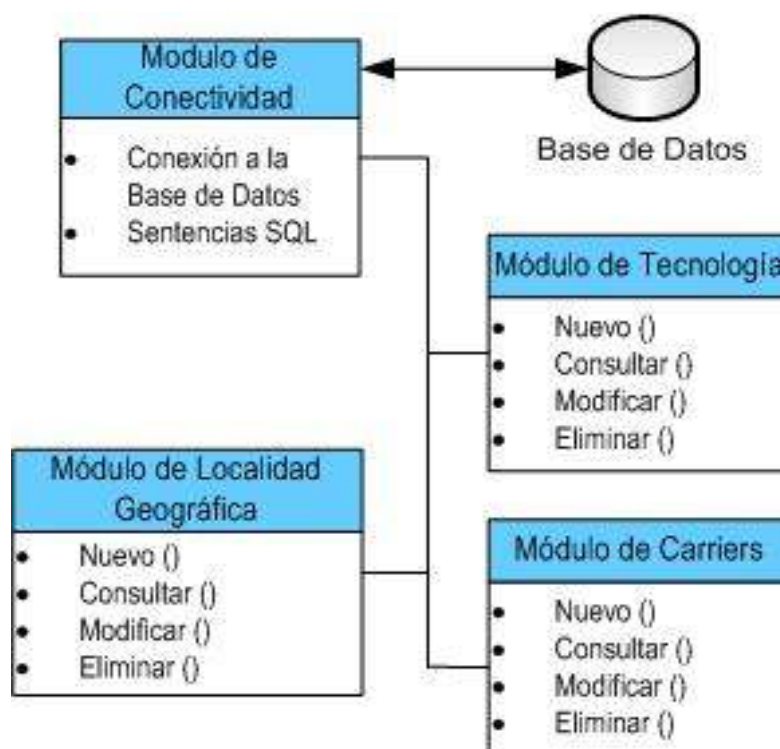 Modulo de
Conectividad
• Conexión a la
Base de Datos
• Sentencias SQL
Base de Datos
Módulo de Tecnología
• Nuevo ()
• Consultar ()
• Modificar ()
• Eliminar ()
Módulo de Localidad
Geográfica
• Nuevo ()
• Consultar ()
• Modificar ()
• Eliminar ()
Módulo de Carriers
• Nuevo ()
• Consultar ()
• Modificar ()
• Eliminar ()